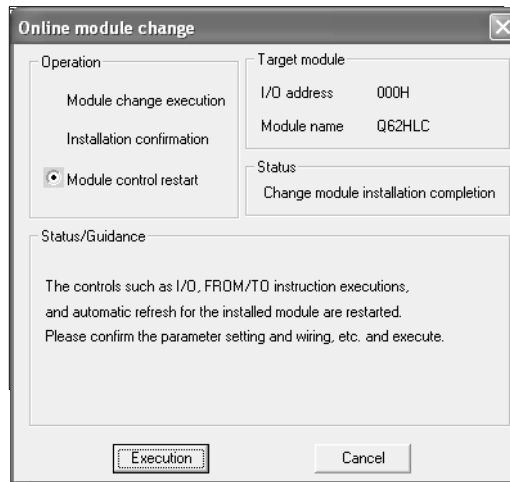 Online module change
Operation
Module change execution
Installation confirmation
Module control restart
Target module
I/O address 000H
Module name Q62HLC
Status
Change module installation completion
Status/Guidance
The controls such as I/O, FROM/TO instruction executions,
and automatic refresh for the installed module are restarted.
Please confirm the parameter setting and wiring, etc. and execute.
Execution Cancel